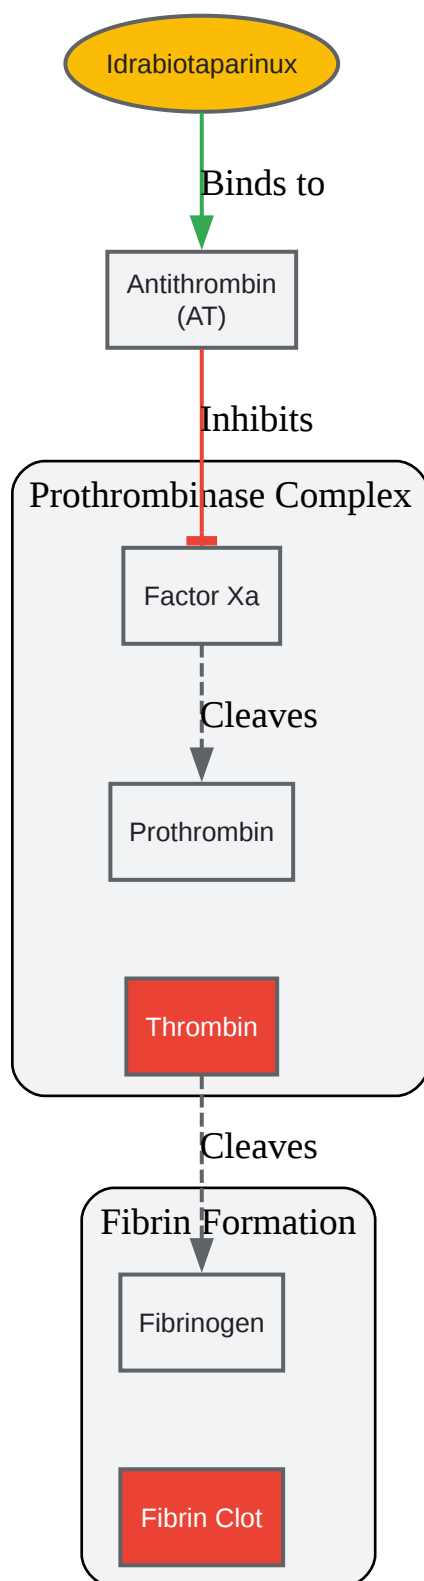 Idrabiotaparinux
Binds to
Antithrombin
(AT)
Inhibits
Prothrombinase Complex
Factor Xa
Cleaves
Prothrombin
Thrombin
Cleaves
Fibrin Formation
Fibrinogen
Fibrin Clot